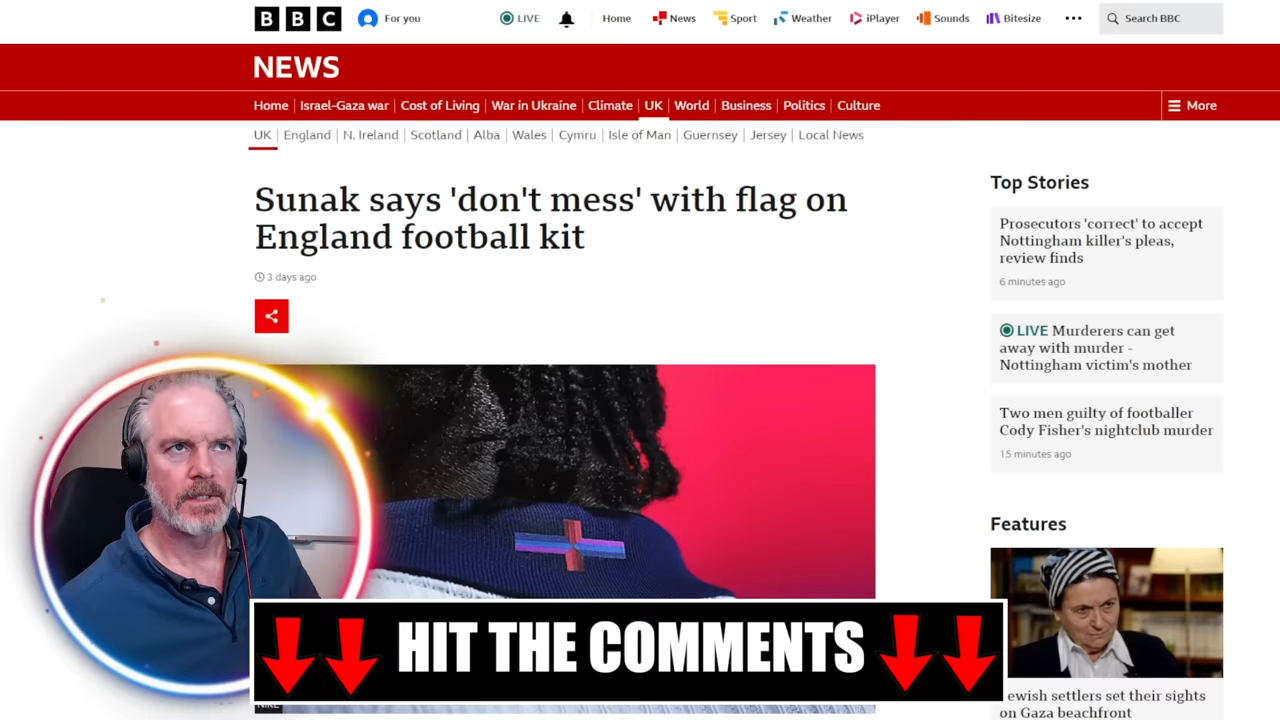 BBC
For you
LIVE
Home
News
Sport
Weather
iPlayer
Sounds
Bitesize
Search BBC
NEWS
Home
Israel-Gaza war
Cost of Living
War in Ukraine
Climate
UK
World
Business
Politics
Culture
More
UK
England
N. Ireland
Scotland
Alba
Wales
Cymru
Isle of Man
Guernsey
Jersey
Local News
Sunak says 'don't mess' with flag on
England football kit
3 days ago
Top Stories
Prosecutors 'correct' to accept
Nottingham killer's pleas,
review finds
6 minutes ago
LIVE Murderers can get
away with murder -
Nottingham victim's mother
Two men guilty of footballer
Cody Fisher's nightclub murder
15 minutes ago
Features
HIT THE COMMENTS
NIKE
ewish settlers set their sights
on Gaza beachfront